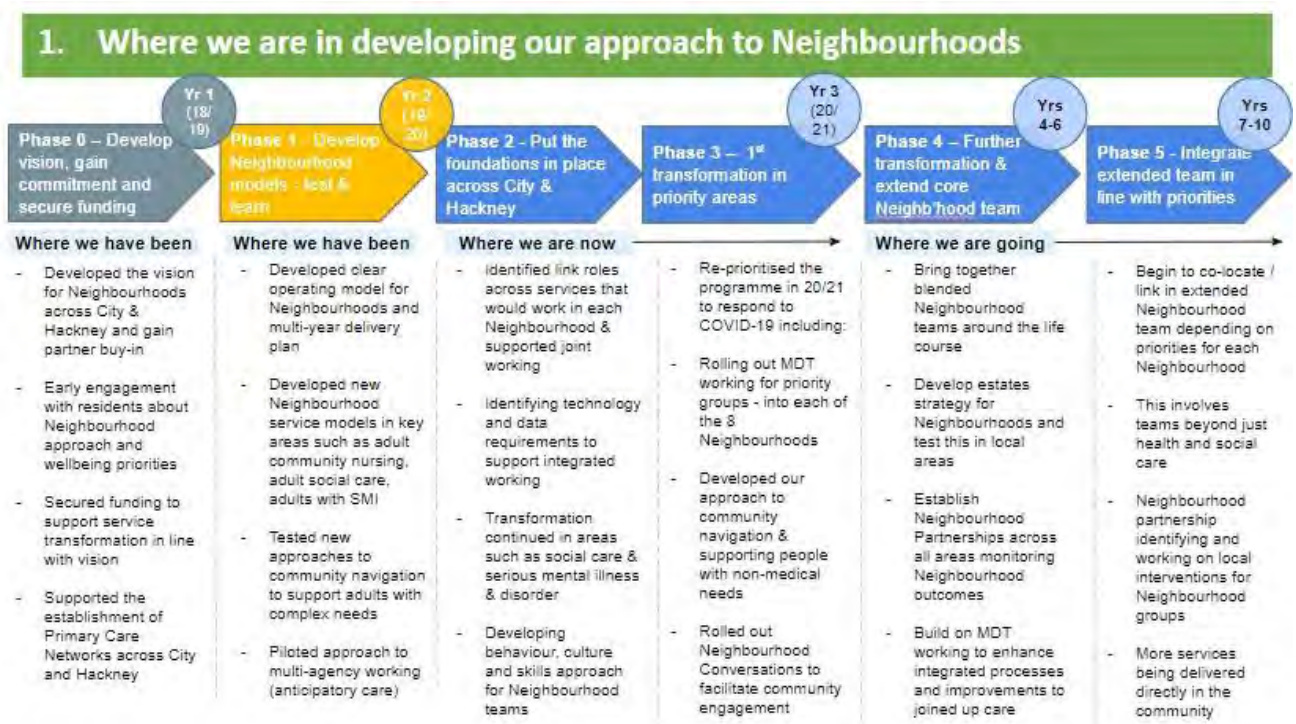 1. Where we are in developing our approach to Neighbourhoods
Yr 1
(18/
19)
Phase 0 – Develop
vision, gain
commitment and
secure funding
Yr 2
(19/
20)
Phase 1 - Develop
Neighbourhood
models - test &
learn
Phase 2 - Put the
foundations in place
across City &
Hackney
Yr 3
(20/
21)
Phase 3 – 1st
transformation in
priority areas
Yrs
4-6
Phase 4 – Further
transformation &
extend core
Neighb'hood team
Yrs
7-10
Phase 5 - Integrate
extended team in
line with priorities
Where we have been
- Developed the vision
for Neighbourhoods
across City &
Hackney and gain
partner buy-in
- Early engagement
with residents about
Neighbourhood
approach and
wellbeing priorities
- Secured funding to
support service
transformation in line
with vision
- Supported the
establishment of
Primary Care
Networks across City
and Hackney
Where we have been
- Developed clear
operating model for
Neighbourhoods and
multi-year delivery
plan
- Developed new
Neighbourhood
service models in key
areas such as adult
community nursing,
adult social care,
adults with SMI
- Tested new
approaches to
community navigation
to support adults with
complex needs
- Piloted approach to
multi-agency working
(anticipatory care)
Where we are now
- Identified link roles
across services that
would work in each
Neighbourhood &
supported joint
working
- Identifying technology
and data
requirements to
support integrated
working
- Transformation
continued in areas
such as social care &
serious mental illness
& disorder
- Developing
behaviour, culture
and skills approach
for Neighbourhood
teams
- Re-prioritised the
programme in 20/21
to respond to
COVID-19 including:
- Rolling out MDT
working for priority
groups - into each of
the 8
Neighbourhoods
- Developed our
approach to
community
navigation &
supporting people
with non-medical
needs
- Rolled out
Neighbourhood
Conversations to
facilitate community
engagement
Where we are going
- Bring together
blended
Neighbourhood
teams around the life
course
- Develop estates
strategy for
Neighbourhoods and
test this in local
areas
- Establish
Neighbourhood
Partnerships across
all areas monitoring
Neighbourhood
outcomes
- Build on MDT
working to enhance
integrated processes
and improvements to
joined up care
- Begin to co-locate /
link in extended
Neighbourhood
team depending on
priorities for each
Neighbourhood
- This involves
teams beyond just
health and social
care
- Neighbourhood
partnership
identifying and
working on local
interventions for
Neighbourhood
groups
- More services
being delivered
directly in the
community